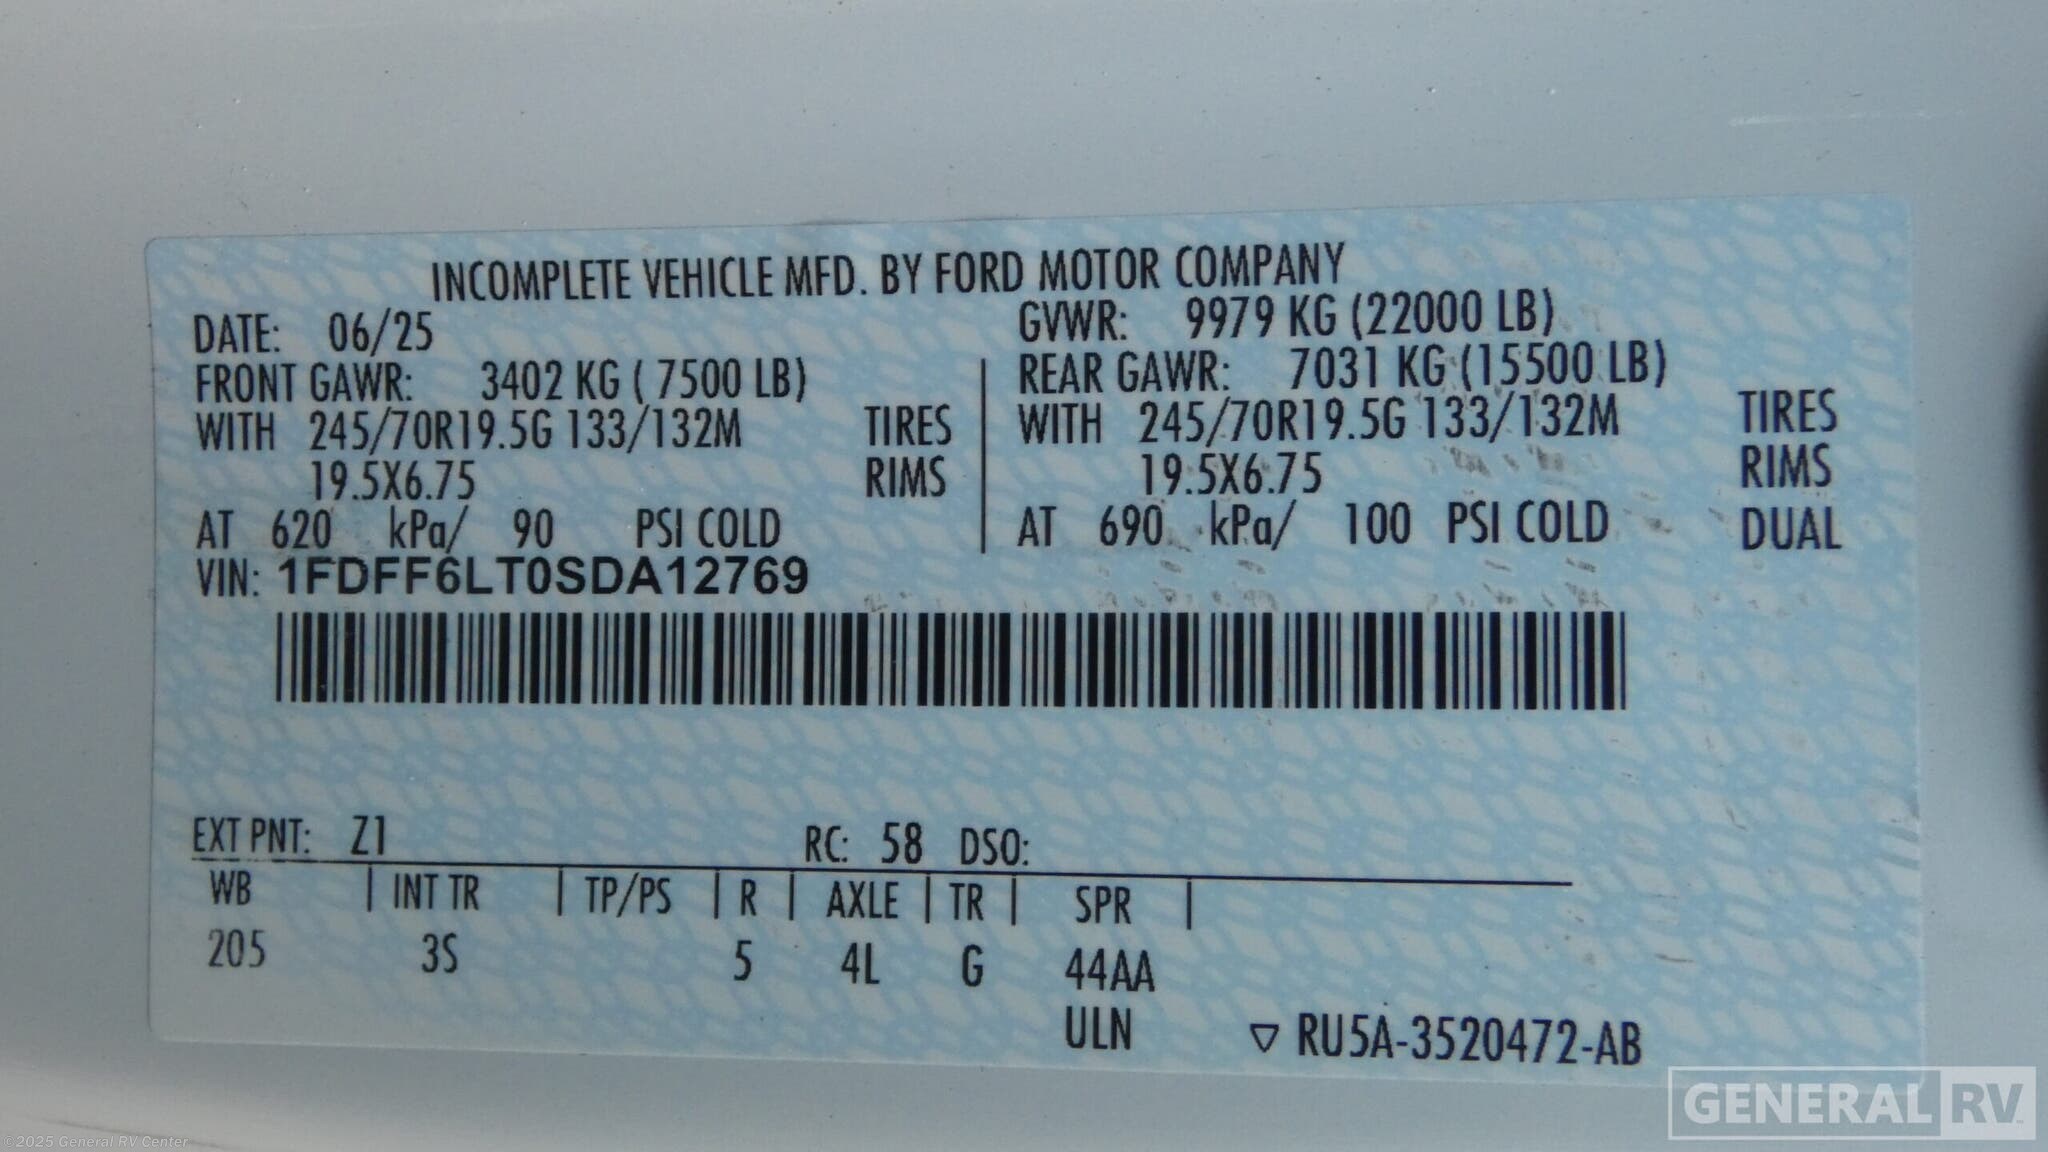 INCOMPLETE VEHICLE MFD. BY FORD MOTOR COMPANY
DATE: 06/25 GVWR: 9979 KG (22000 LB)
FRONT GAWR: 3402 KG ( 7500 LB) REAR GAWR: 7031 KG (15500 LB)
WITH 245/70R19.5G 133/132M TIRES WITH 245/70R19.5G 133/132M TIRES
19.5X6.75 RIMS 19.5X6.75 RIMS
AT 620 kPa/ 90 PSI COLD AT 690 kPa/ 100 PSI COLD DUAL
VIN: 1FDFF6LT0SDA12769
EXT PNT: Z1 RC: 58 DSO:
WB | INT TR | TP/PS | R | AXLE | TR | SPR |
205 3S 5 4L G 44AA
ULN ▽ RU5A-3520472-AB
GENERAL RV
©2025 General RV Center